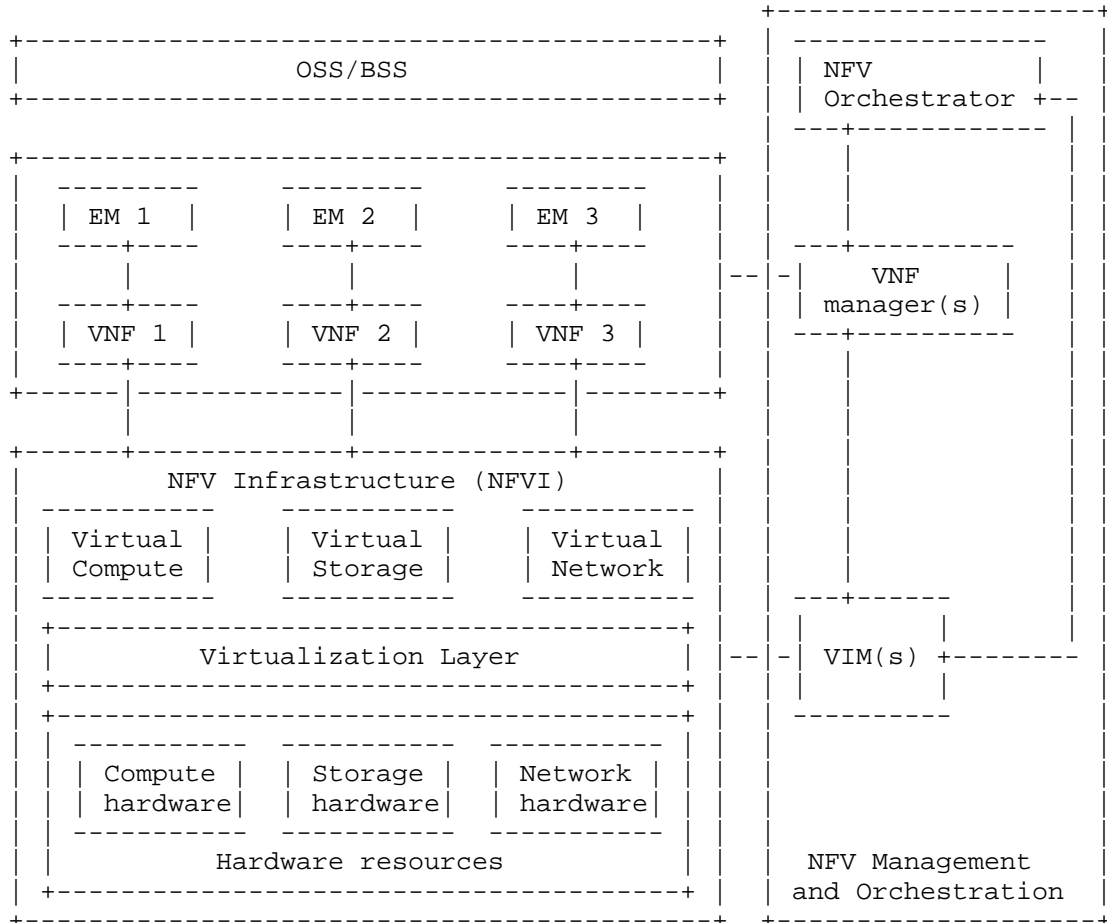 OSS/BSS
NFV
Orchestrator
EM 1 EM 2 EM 3
VNF
manager(s)
VNF 1 VNF 2 VNF 3
NFV Infrastructure (NFVI)
Virtual Virtual Virtual
Compute Storage Network
Virtualization Layer
VIM(s)
Compute Storage Network
hardware hardware hardware
Hardware resources
NFV Management
and Orchestration